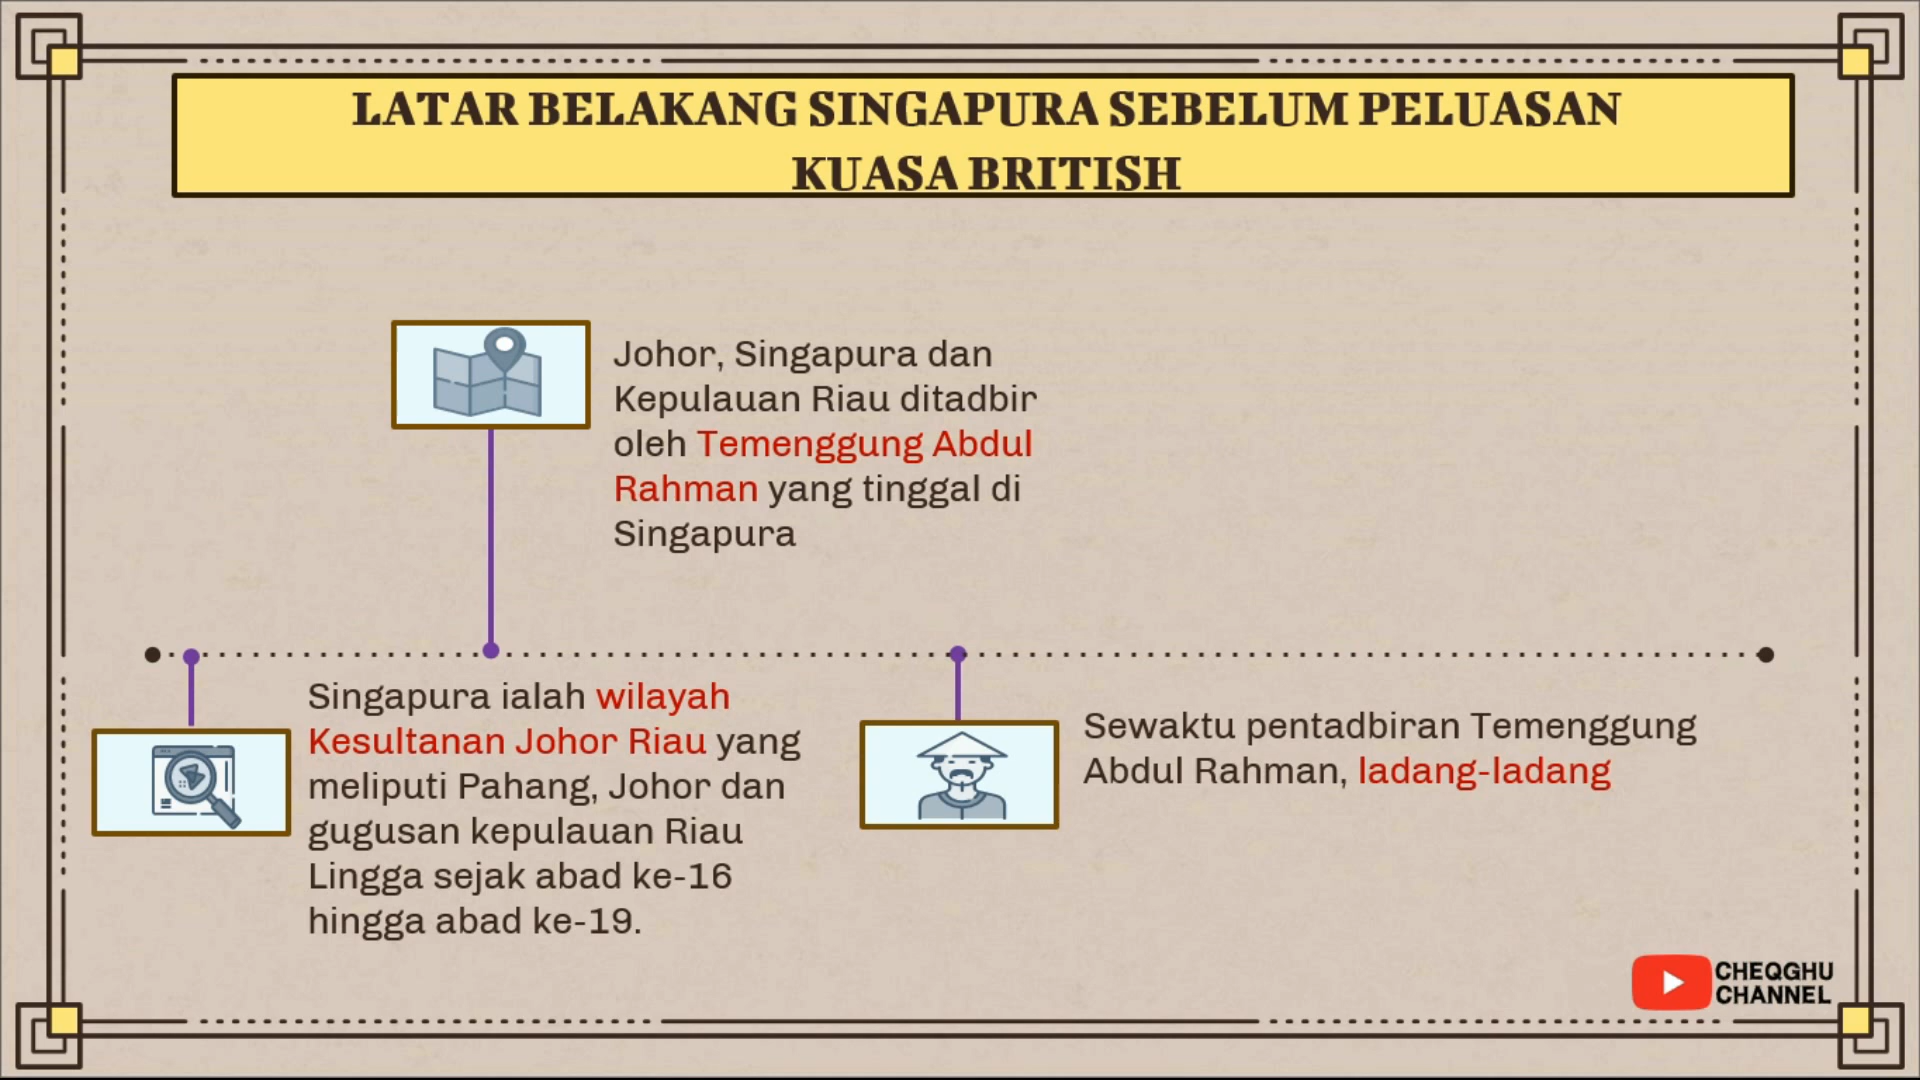 LATAR BELAKANG SINGAPURA SEBELUM PELUASAN
KUASA BRITISH
Johor, Singapura dan
Kepulauan Riau ditadbir
oleh Temenggung Abdul
Rahman yang tinggal di
Singapura
Singapura ialah wilayah
Kesultanan Johor Riau yang
meliputi Pahang, Johor dan
gugusan kepulauan Riau
Lingga sejak abad ke-16
hingga abad ke-19.
Sewaktu pentadbiran Temenggung
Abdul Rahman, ladang-ladang
CHEQGHU
CHANNEL